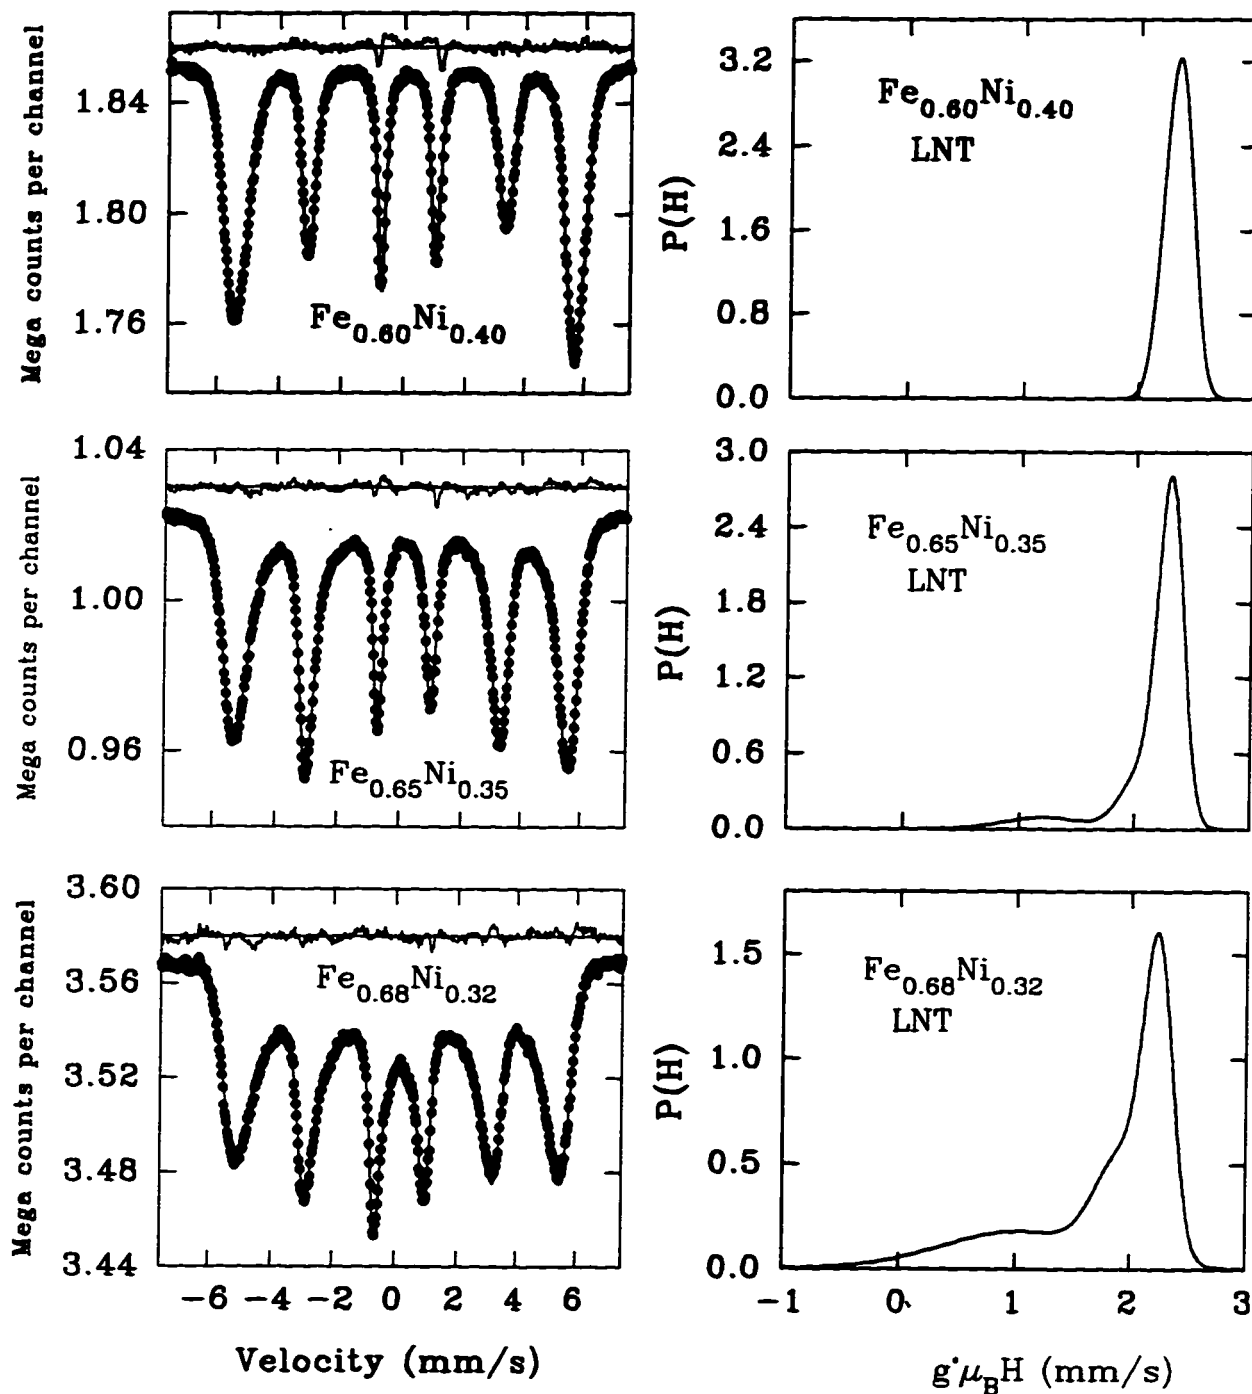 Mega counts per channel
1.84
1.80
1.76
Fe0.60Ni0.40
P(H)
3.2
2.4
1.6
0.8
0.0
Fe0.60Ni0.40
LNT
Mega counts per channel
1.04
1.00
0.96
Fe0.65Ni0.35
P(H)
3.0
2.4
1.8
1.2
0.6
0.0
Fe0.65Ni0.35
LNT
Mega counts per channel
3.60
3.56
3.52
3.48
3.44
Fe0.68Ni0.32
-6 -4 -2 0 2 4 6
Velocity (mm/s)
P(H)
1.5
1.0
0.5
0.0
Fe0.68Ni0.32
LNT
-1 0 1 2 3
g'μBH (mm/s)